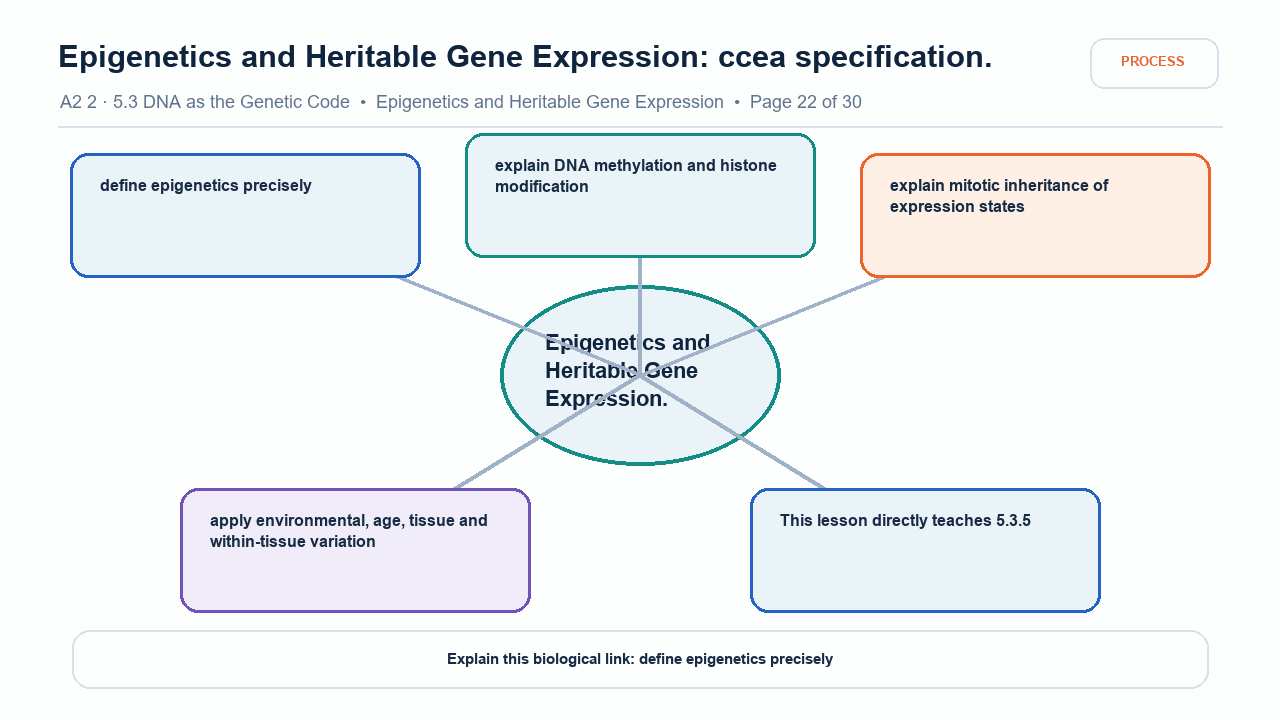 Epigenetics and Heritable Gene Expression: ccea specification.
PROCESS
A2 2 · 5.3 DNA as the Genetic Code • Epigenetics and Heritable Gene Expression • Page 22 of 30
define epigenetics precisely
explain DNA methylation and histone
modification
explain mitotic inheritance of
expression states
Epigenetics and
Heritable Gene
Expression.
apply environmental, age, tissue and
within-tissue variation
This lesson directly teaches 5.3.5
Explain this biological link: define epigenetics precisely